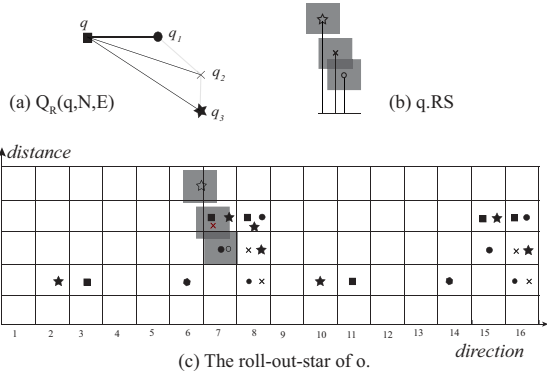 q
q1
q2
q3
(a) QR(q,N,E)
(b) q.RS
distance
1 2 3 4 5 6 7 8 9 10 11 12 13 14 15 16
direction
(c) The roll-out-star of o.